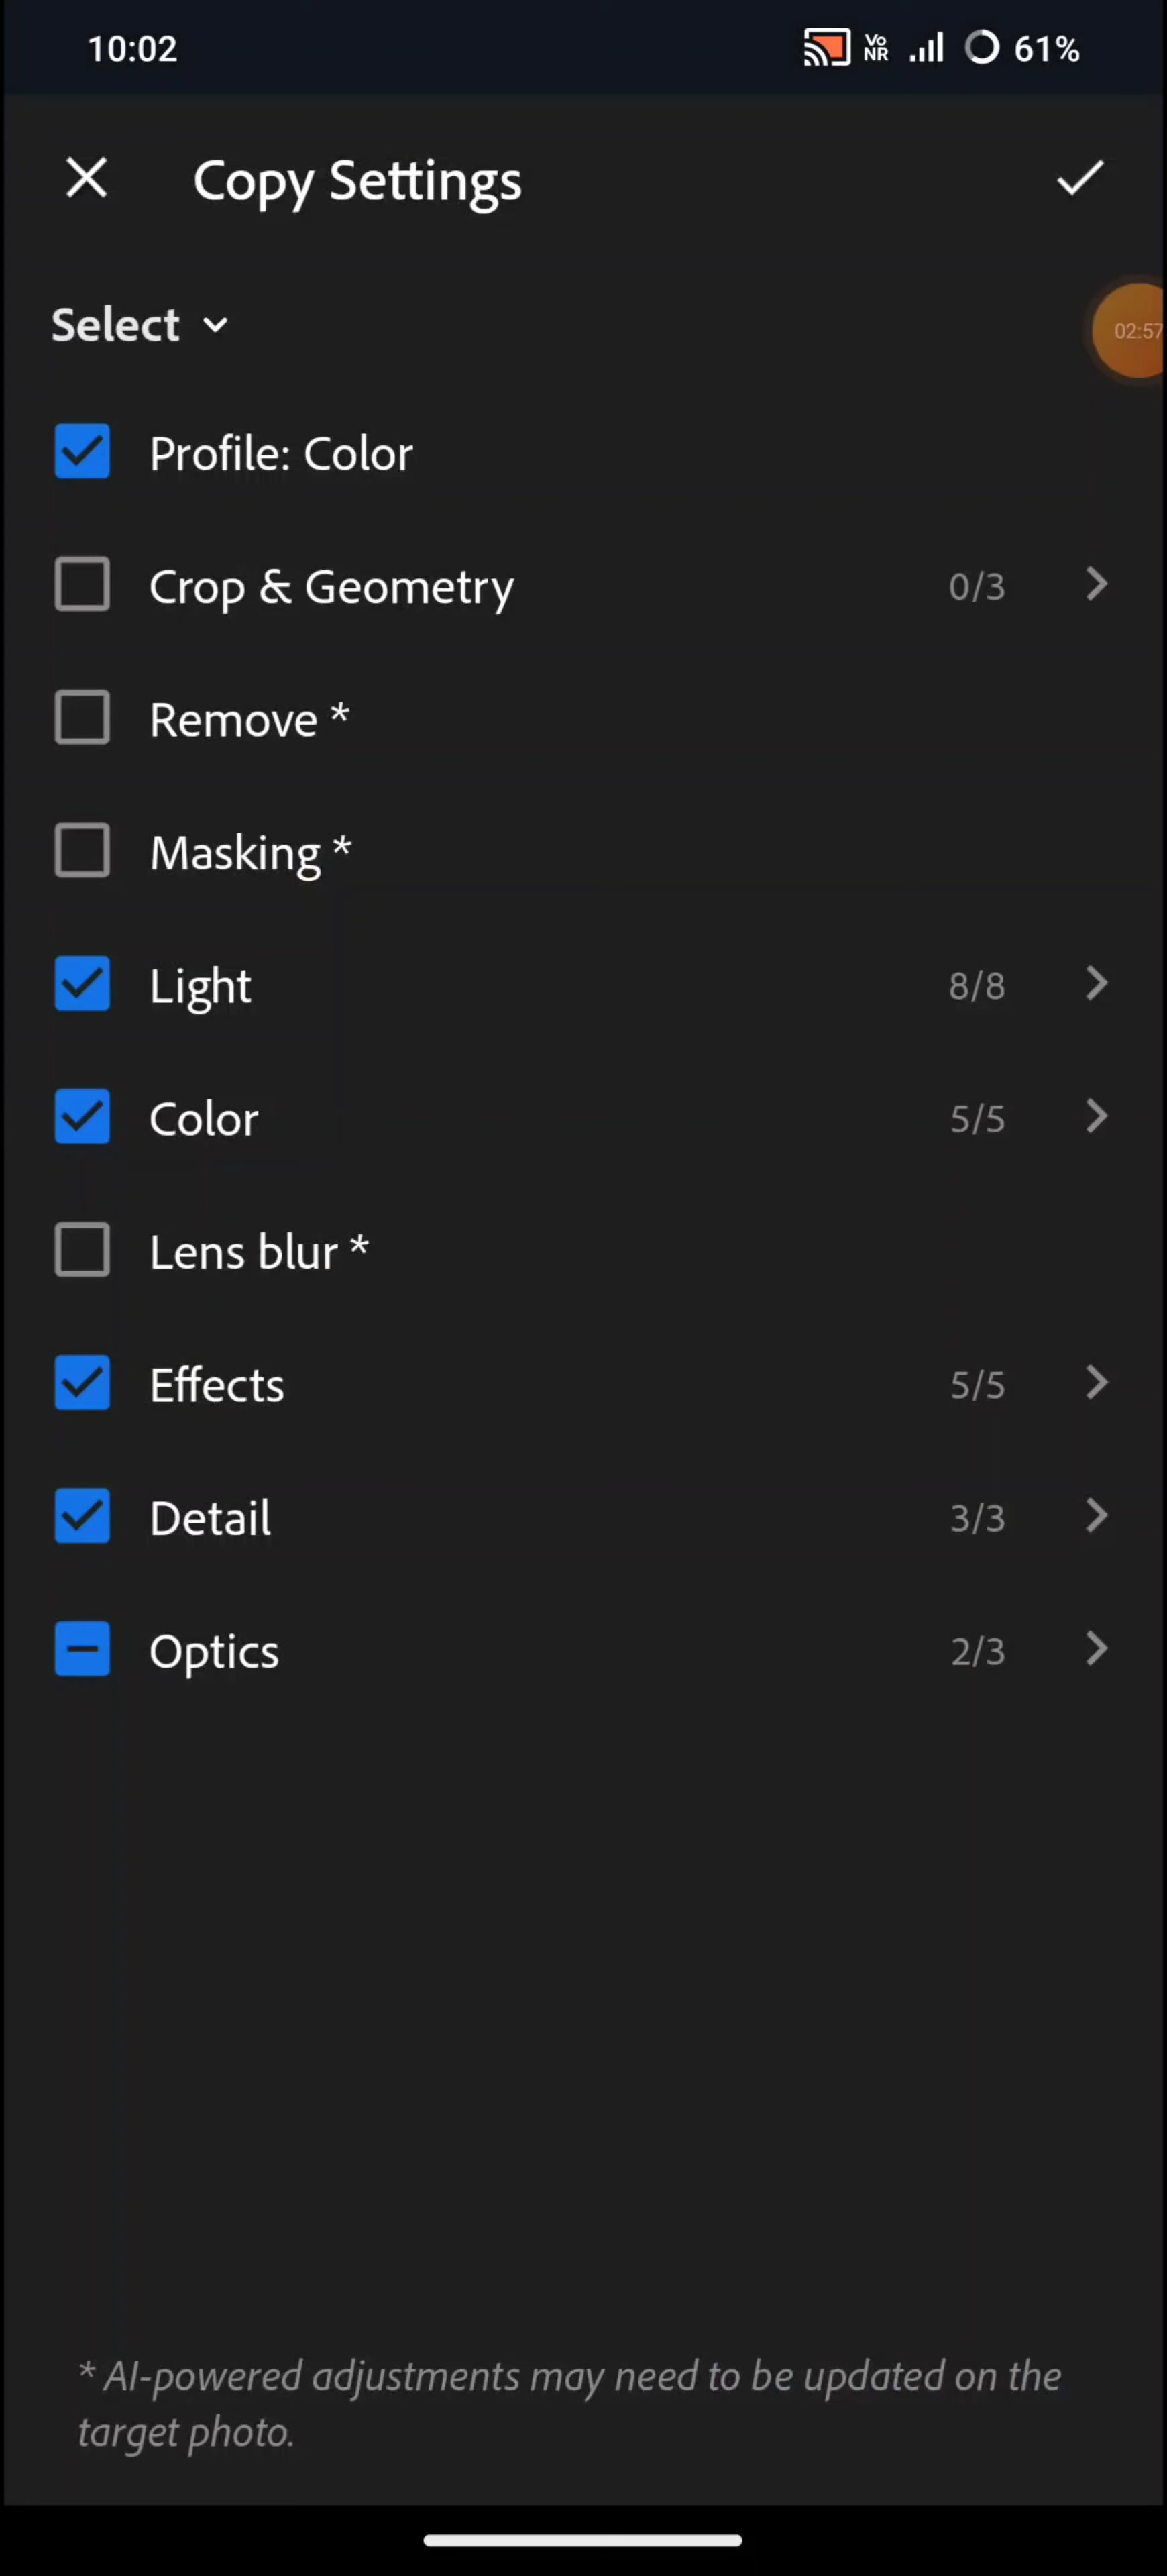 10:02
Vo
NR
61%
Copy Settings
Select
02:57
Profile: Color
Crop & Geometry 0/3
Remove *
Masking *
Light 8/8
Color 5/5
Lens blur *
Effects 5/5
Detail 3/3
Optics 2/3
* AI-powered adjustments may need to be updated on the
target photo.